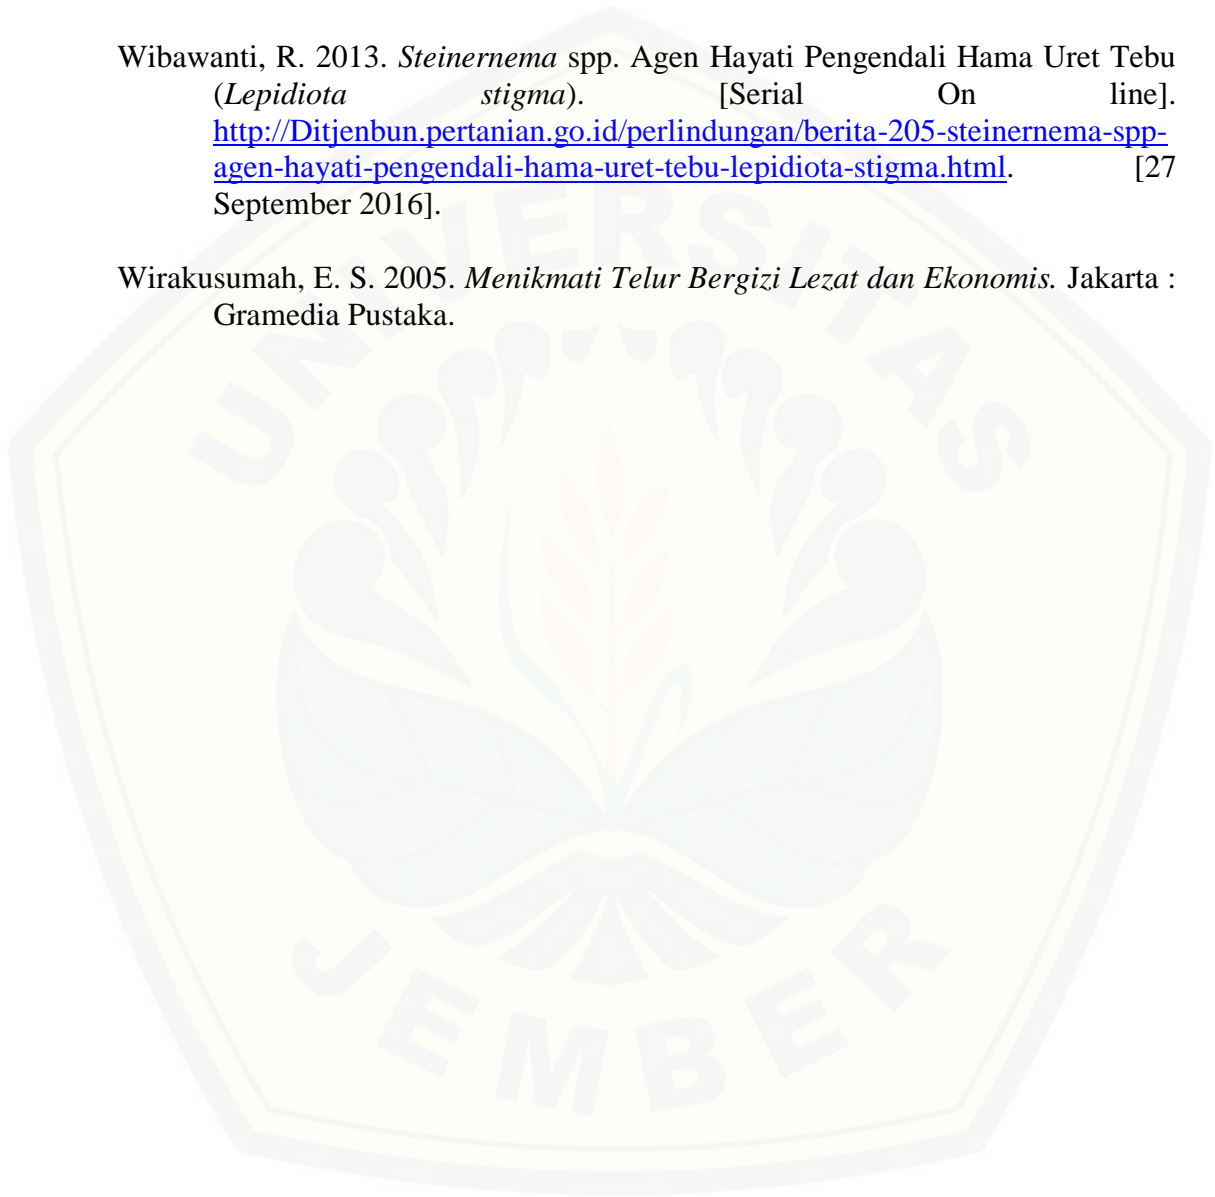 Wibawanti, R. 2013. Steinernema spp. Agen Hayati Pengendali Hama Uret Tebu
(Lepidiota stigma). [Serial On line].
http://Ditjenbun.pertanian.go.id/perlindungan/berita-205-steinernema-spp-
agen-hayati-pengendali-hama-uret-tebu-lepidiota-stigma.html. [27
September 2016].
Wirakusumah, E. S. 2005. Menikmati Telur Bergizi Lezat dan Ekonomis. Jakarta :
Gramedia Pustaka.
UNIVERSITAS
JEMBER